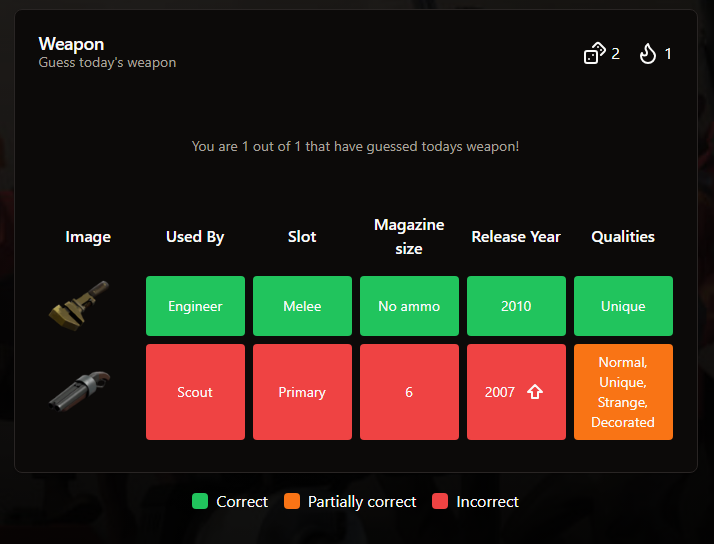 Weapon
Guess today's weapon
2
1
You are 1 out of 1 that have guessed todays weapon!
Image
Used By
Slot
Magazine
size
Release Year
Qualities
Engineer
Melee
No ammo
2010
Unique
Scout
Primary
6
2007
Normal,
Unique,
Strange,
Decorated
Correct
Partially correct
Incorrect